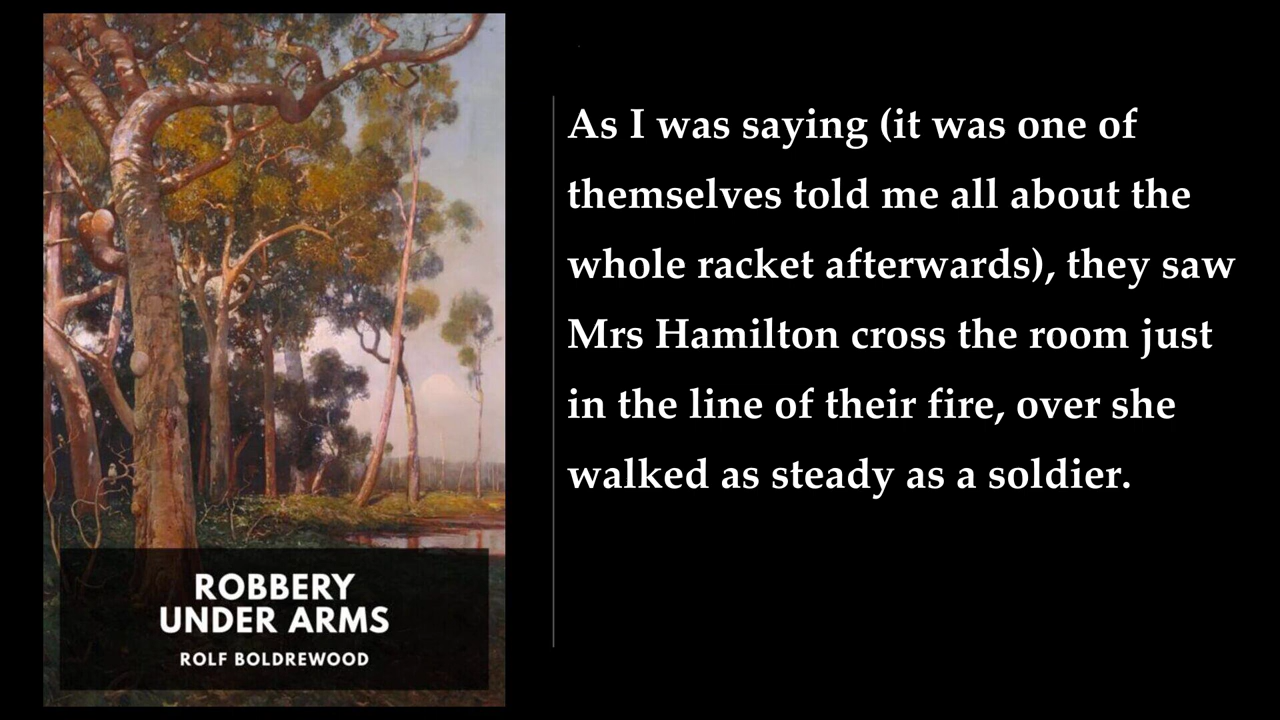 ROBBERY
UNDER ARMS
ROLF BOLDREWOOD
As I was saying (it was one of
themselves told me all about the
whole racket afterwards), they saw
Mrs Hamilton cross the room just
in the line of their fire, over she
walked as steady as a soldier.